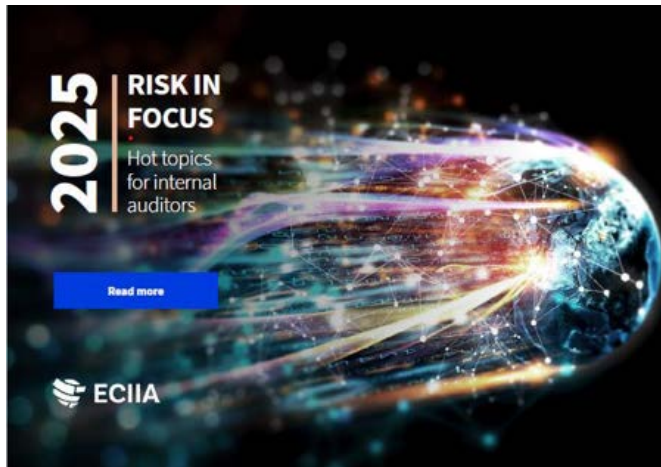 2025
RISK IN
FOCUS
Hot topics
for internal
auditors
Read more
ECIIA